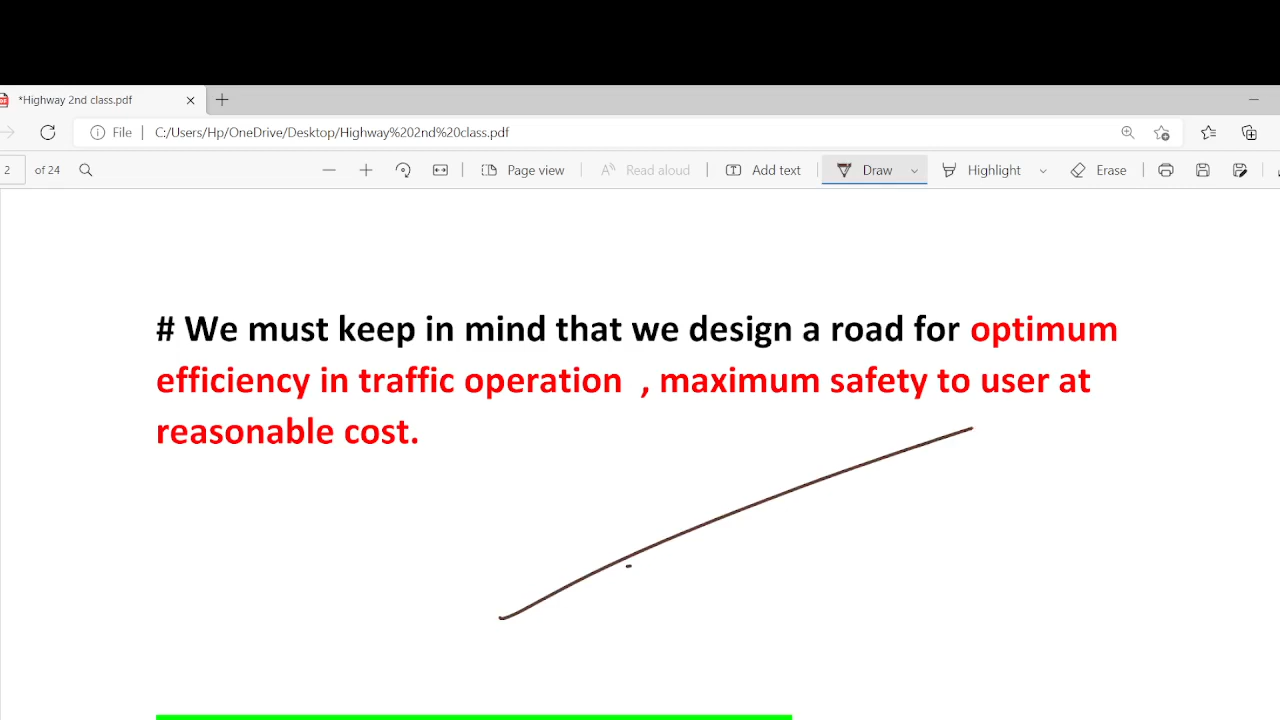 *Highway 2nd class.pdf
File C:/Users/Hp/OneDrive/Desktop/Highway%202nd%20class.pdf
2 of 24 Page view Read aloud Add text Draw Highlight Erase
# We must keep in mind that we design a road for optimum
efficiency in traffic operation , maximum safety to user at
reasonable cost.